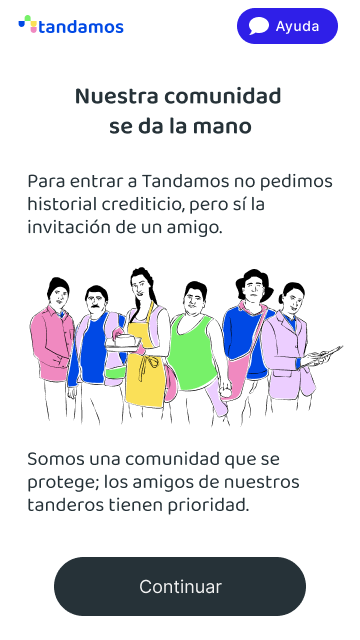 tandamos
Ayuda
Nuestra comunidad
se da la mano
Para entrar a Tandamos no pedimos
historial crediticio, pero sí la
invitación de un amigo.
Somos una comunidad que se
protege; los amigos de nuestros
tanderos tienen prioridad.
Continuar